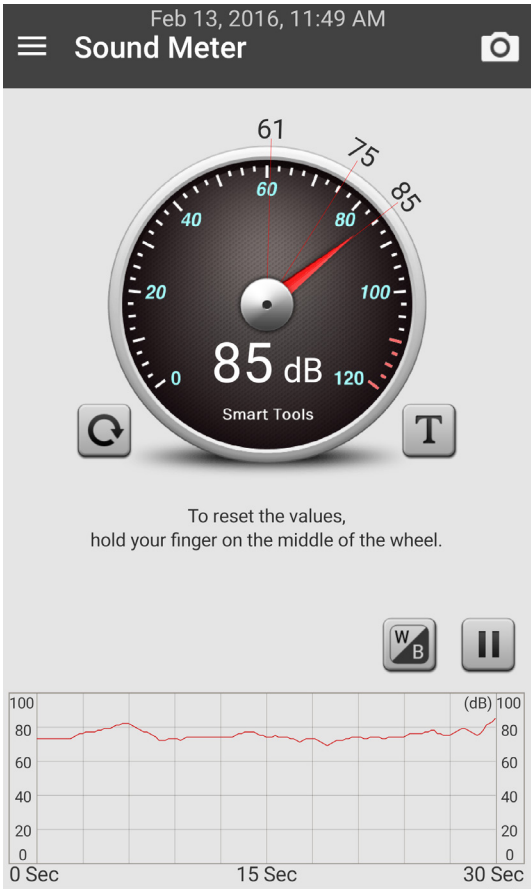 Feb 13, 2016, 11:49 AM
Sound Meter
61
75
85
60
40
80
20
100
0
85 dB
120
Smart Tools
T
To reset the values,
hold your finger on the middle of the wheel.
W
B
100 (dB) 100
80 80
60 60
40 40
20 20
0 0
0 Sec 15 Sec 30 Sec